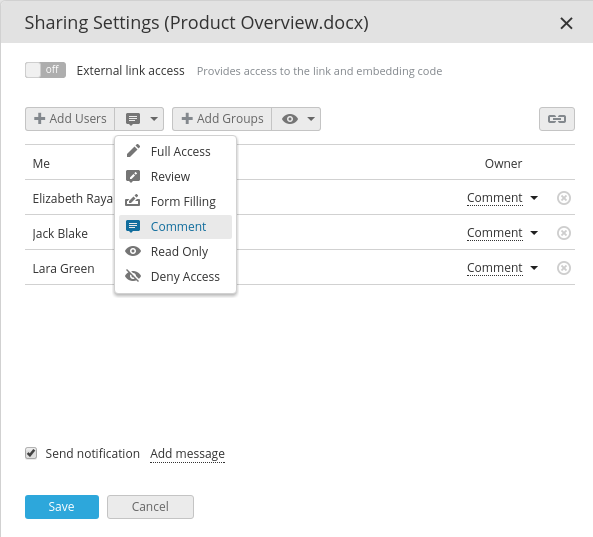 Sharing Settings (Product Overview.docx)
off External link access Provides access to the link and embedding code
Add Users Add Groups
Full Access
Review
Form Filling
Comment
Read Only
Deny Access
Me Owner
Elizabeth Raya Comment
Jack Blake Comment
Lara Green Comment
Send notification Add message
Save Cancel